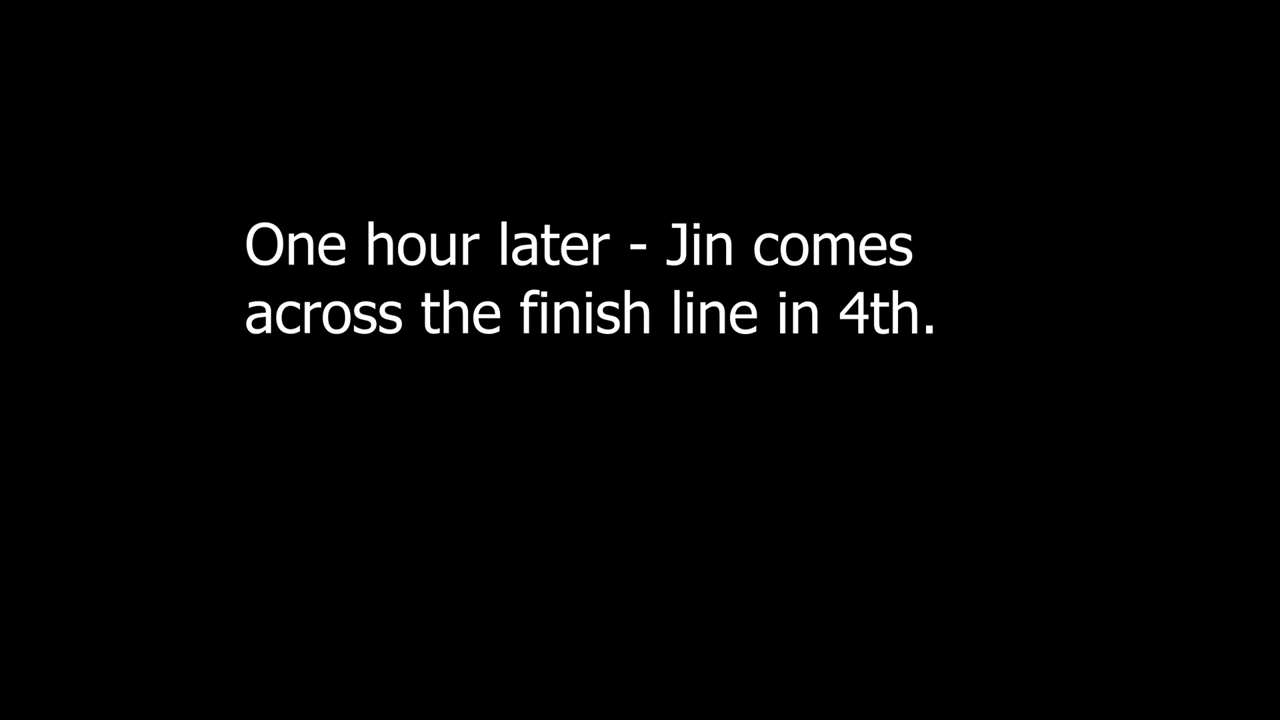 One hour later - Jin comes
across the finish line in 4th.